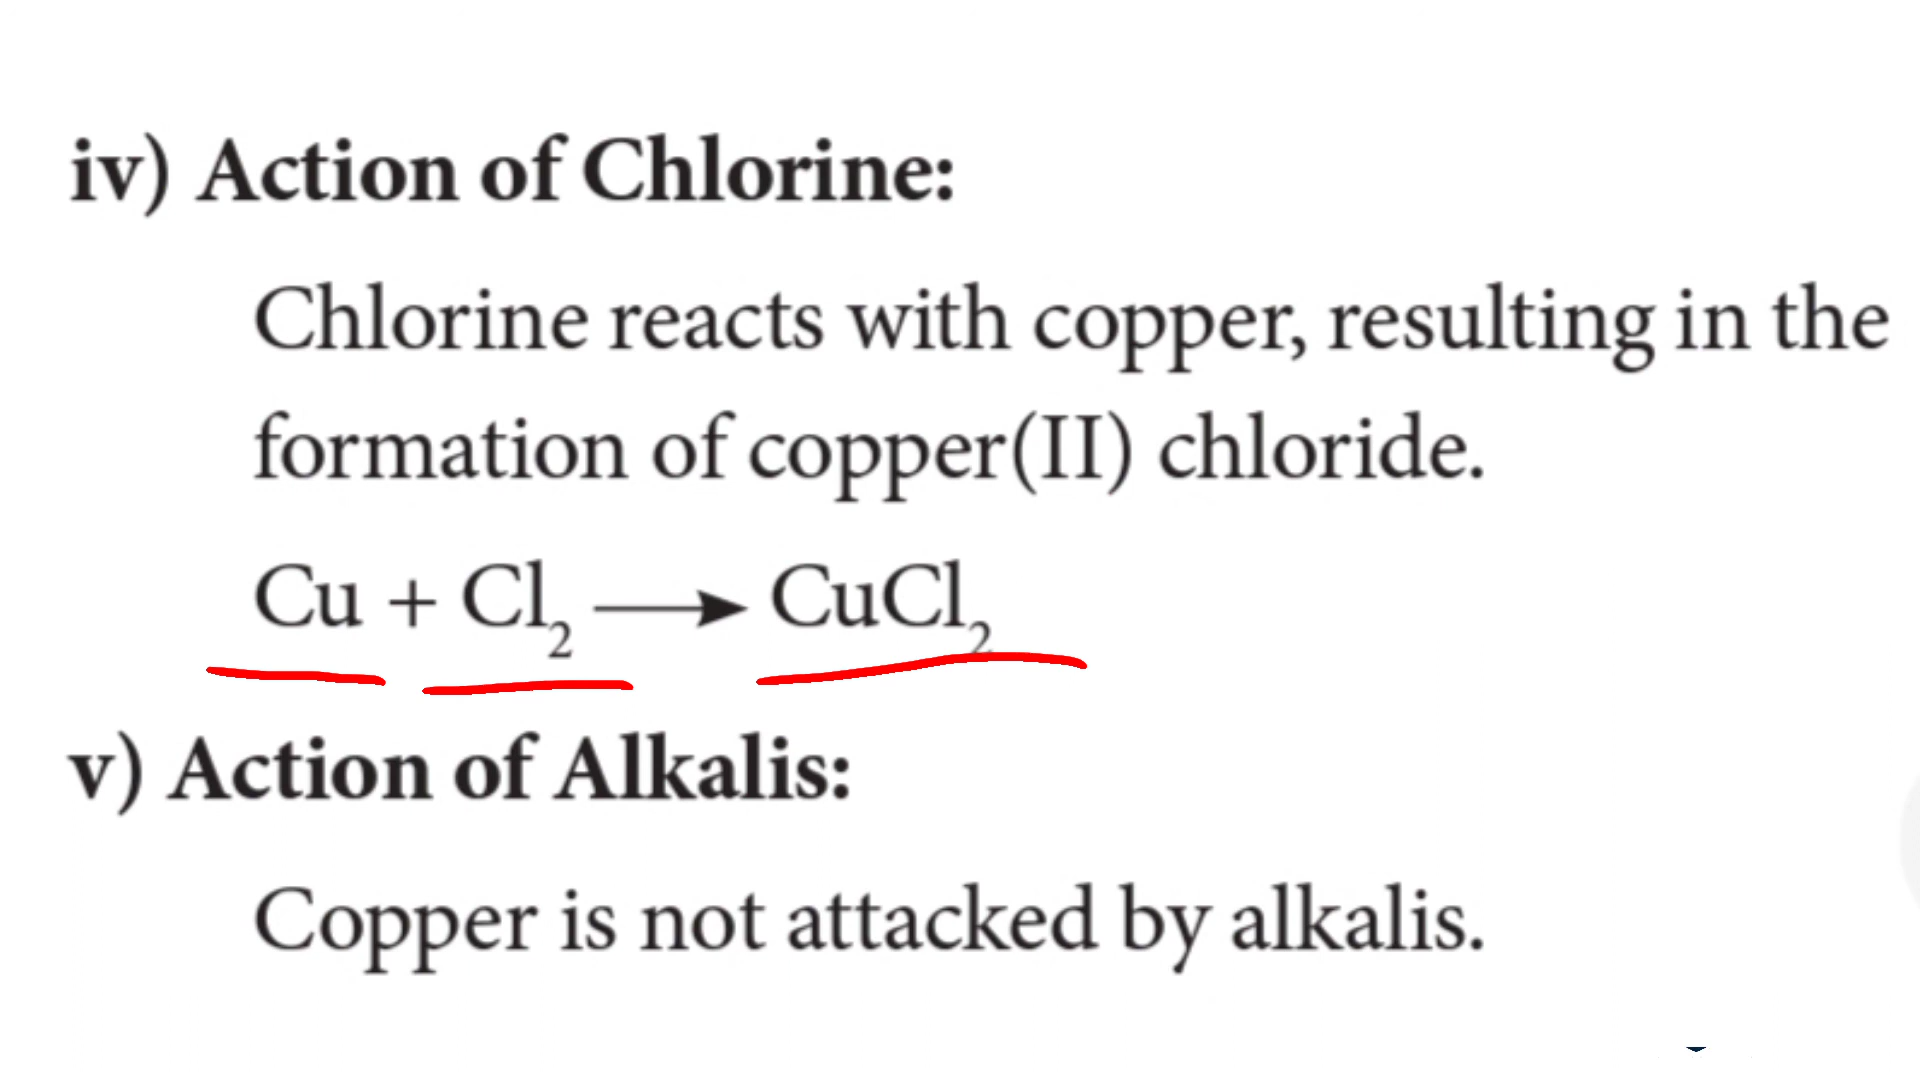 iv) Action of Chlorine:
Chlorine reacts with copper, resulting in the
formation of copper(II) chloride.
Cu + Cl₂ ⟶ CuCl₂
v) Action of Alkalis:
Copper is not attacked by alkalis.